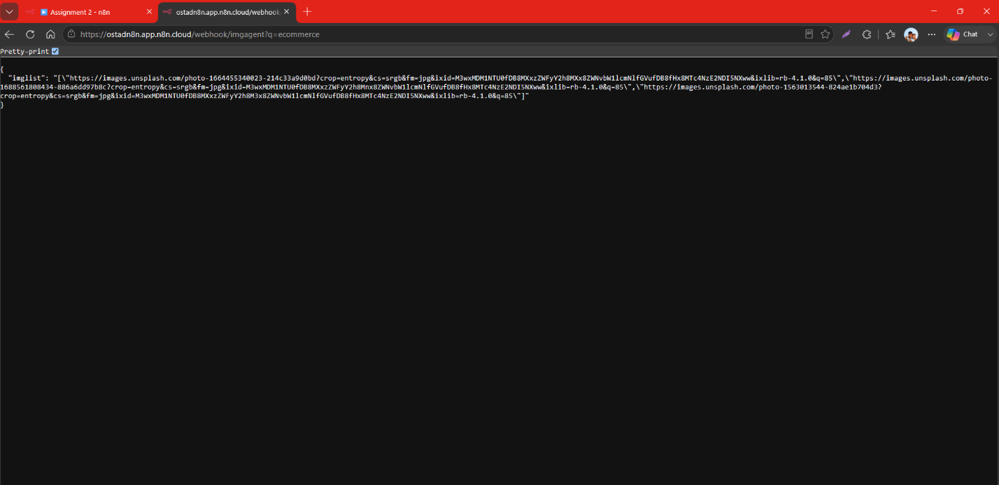 Assignment 2 - n8n
ostadn8n.app.n8n.cloud/webhook
https://ostadn8n.app.n8n.cloud/webhook/imgagent?q=ecommerce
Chat
Pretty-print
{
"imglist": "[\"https://images.unsplash.com/photo-1664455340023-214c33a9d0bd?crop=entropy&cs=srgb&fm=jpg&ixid=M3wxMDM1NTU0fDB8MXxzZWFyY2h8MXx8ZWNvbW1lcmNlfGVufDB8fHx8MTc4NzE2NDI5NXww&ixlib=rb-4.1.0&q=85\",\"https://images.unsplash.com/photo-
1688561808434-886a6dd97b8c?crop=entropy&cs=srgb&fm=jpg&ixid=M3wxMDM1NTU0fDB8MXxzZWFyY2h8Mnx8ZWNvbW1lcmNlfGVufDB8fHx8MTc4NzE2NDI5NXww&ixlib=rb-4.1.0&q=85\",\"https://images.unsplash.com/photo-1563013544-824ae1b704d3?
crop=entropy&cs=srgb&fm=jpg&ixid=M3wxMDM1NTU0fDB8MXxzZWFyY2h8M3x8ZWNvbW1lcmNlfGVufDB8fHx8MTc4NzE2NDI5NXww&ixlib=rb-4.1.0&q=85\"]"
}